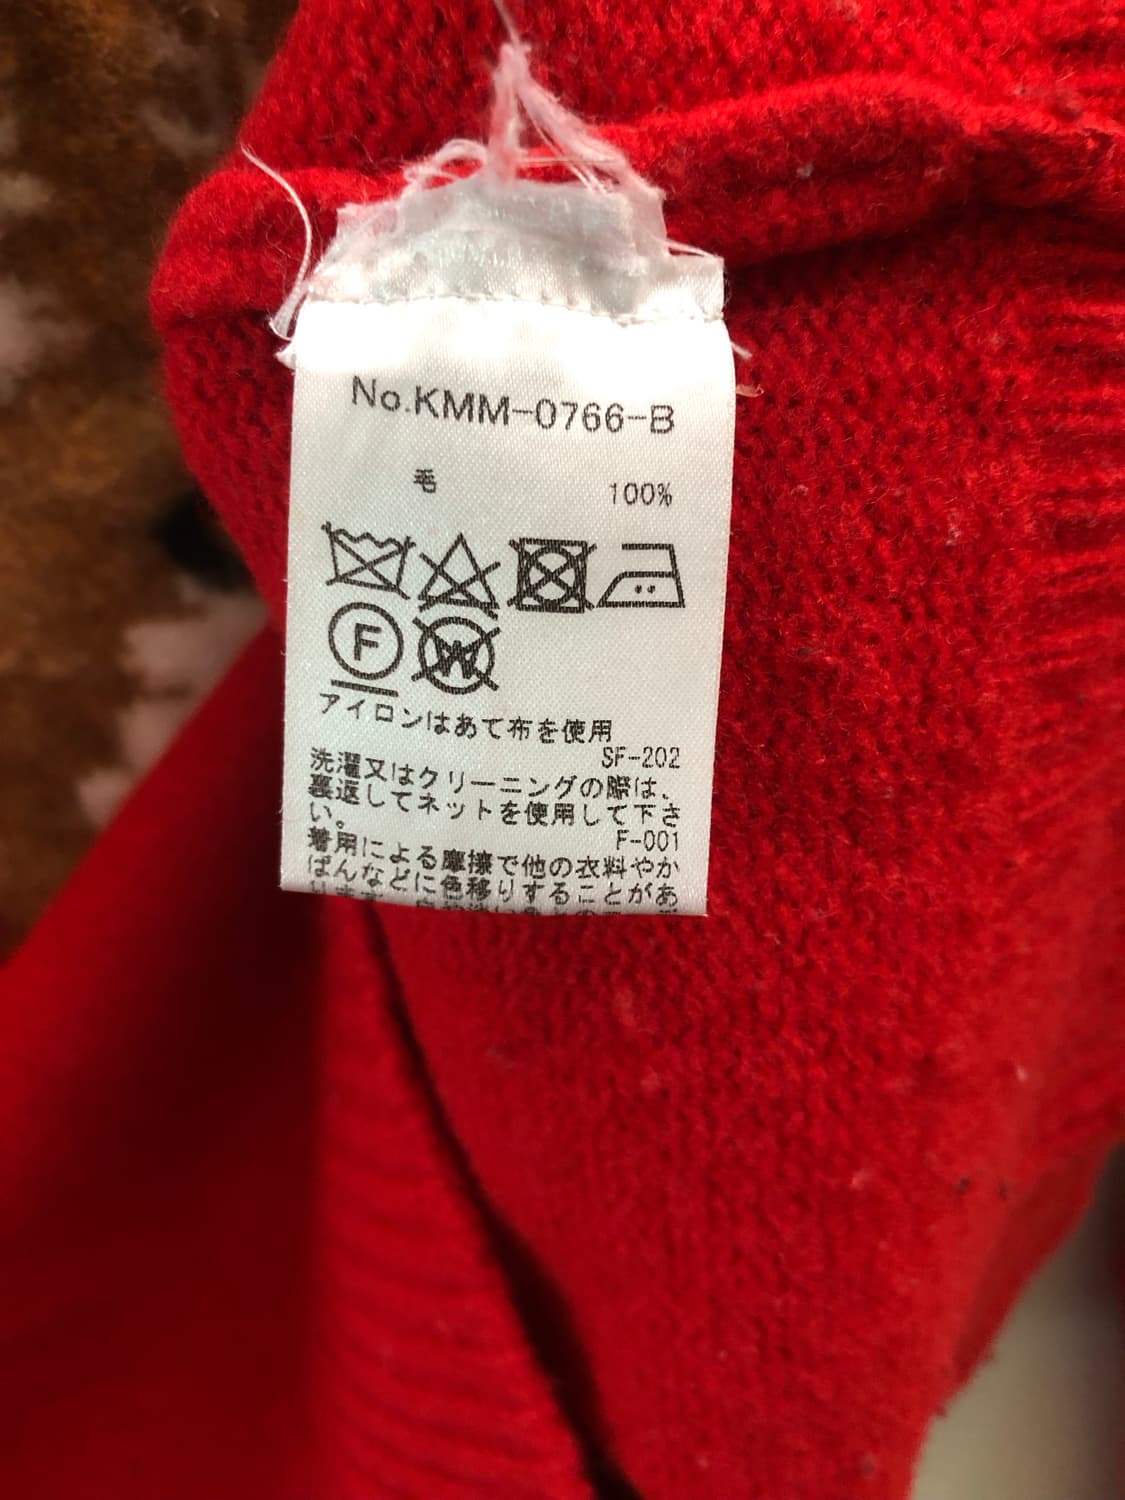 No.KMM-0766-B
毛 100%
F
W
アイロンはあて布を使用
SF-202
洗濯又はクリーニングの際は、
裏返してネットを使用して下さ
い。
F-001
着用による摩擦で他の衣料やか
ばんなどに色移りすることがあ
ります